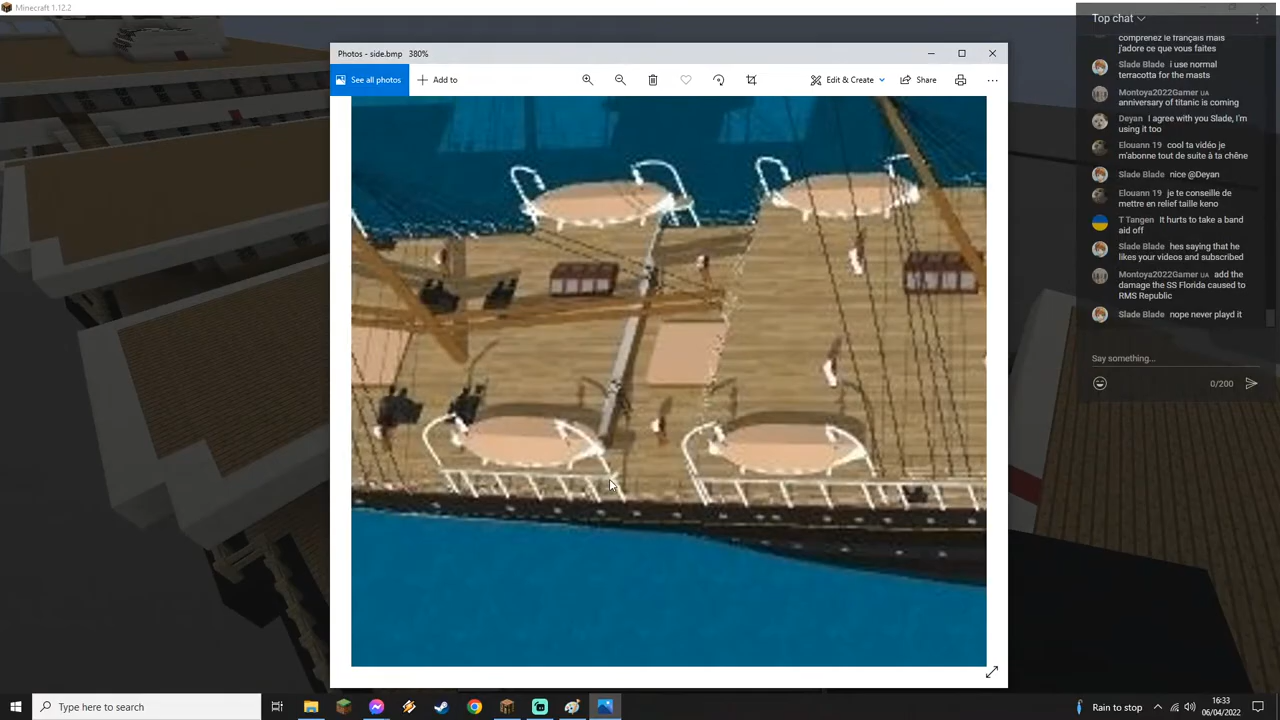 Minecraft 1.12.2
Photos - side.bmp 380%
See all photos
Add to
Edit & Create
Share
Top chat
comprenez le français mais
j'adore ce que vous faites
Slade Blade i use normal
terracotta for the masts
Montoya2022Gamer UA
anniversary of titanic is coming
Deyan I agree with you Slade, I'm
using it too
Elouann 19 cool ta vidéo je
m'abonne tout de suite à ta chêne
Slade Blade nice @Deyan
Elouann 19 je te conseille de
mettre en relief taille keno
T Tangen It hurts to take a band
aid off
Slade Blade hes saying that he
likes your videos and subscribed
Montoya2022Gamer UA add the
damage the SS Florida caused to
RMS Republic
Slade Blade nope never playd it
Say something...
0/200
Type here to search
Rain to stop
16:33
06/04/2022